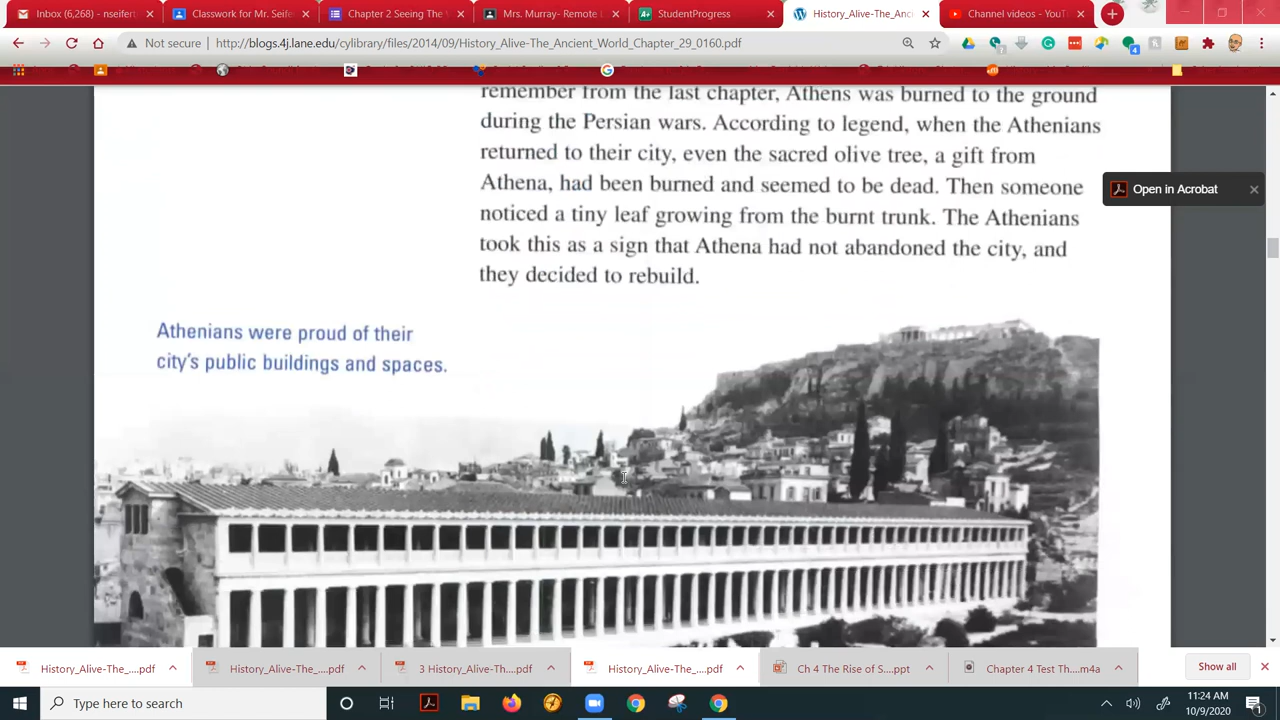 Inbox (6,268) - nseifert
Classwork for Mr. Seife
Chapter 2 Seeing The
Mrs. Murray- Remote L
StudentProgress
History_Alive-The_Anci
Channel videos - YouT
Not secure
http://blogs.4j.lane.edu/cylibrary/files/2014/09/History_Alive-The_Ancient_World_Chapter_29_0160.pdf
remember from the last chapter, Athens was burned to the ground
during the Persian wars. According to legend, when the Athenians
returned to their city, even the sacred olive tree, a gift from
Athena, had been burned and seemed to be dead. Then someone
noticed a tiny leaf growing from the burnt trunk. The Athenians
took this as a sign that Athena had not abandoned the city, and
they decided to rebuild.
Open in Acrobat
Athenians were proud of their
city's public buildings and spaces.
History_Alive-The_....pdf
History_Alive-The_....pdf
3 History_Alive-Th....pdf
History_Alive-The_....pdf
Ch 4 The Rise of S....ppt
Chapter 4 Test Th....m4a
Show all
Type here to search
11:24 AM
10/9/2020